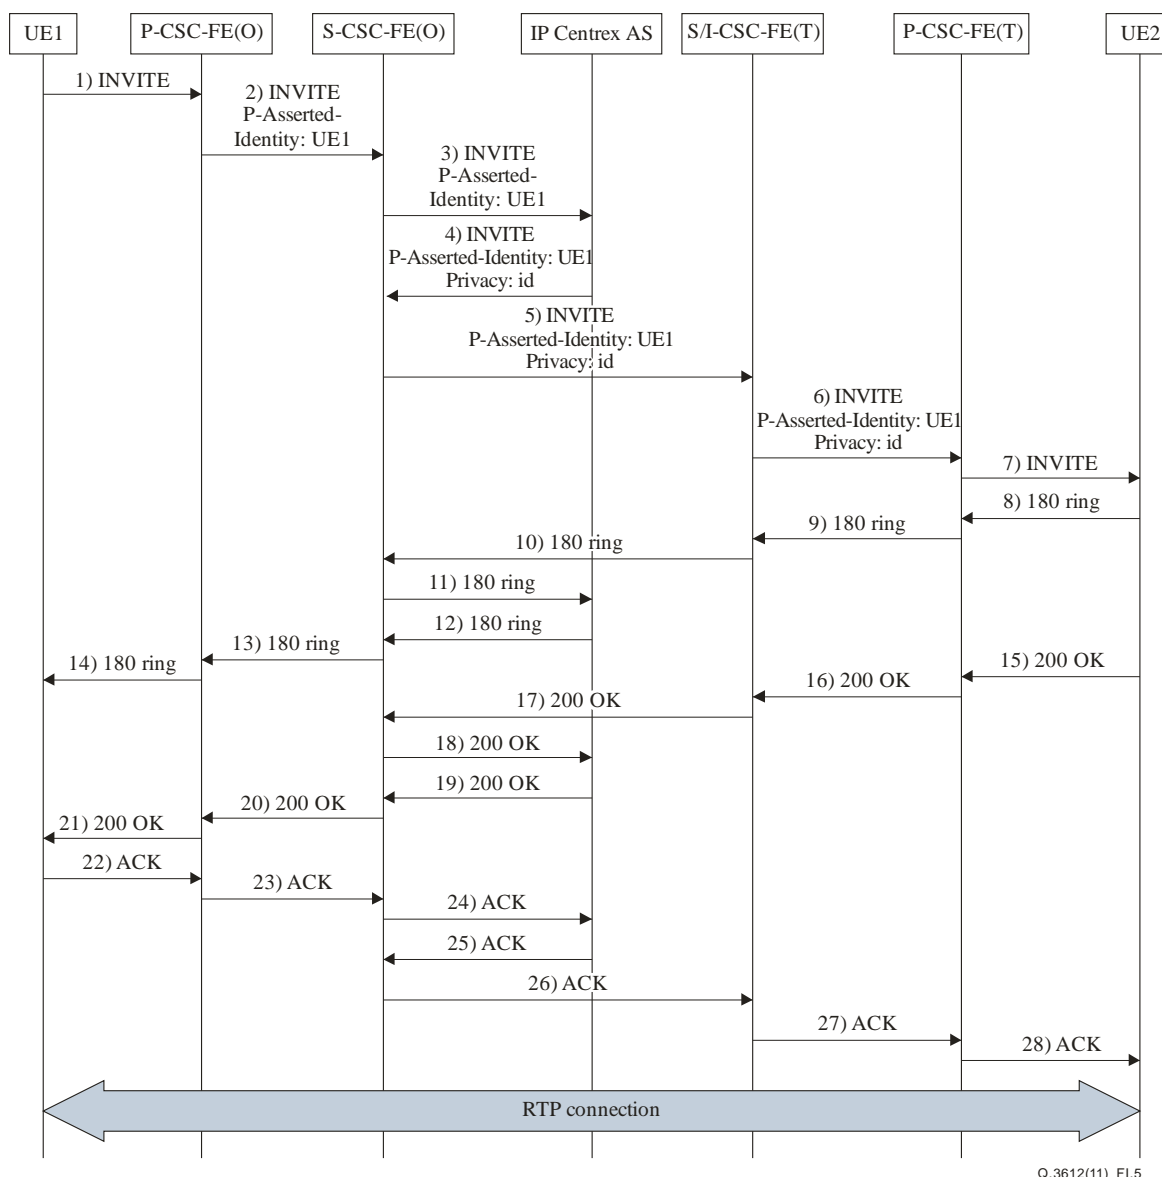 UE1
P-CSC-FE(O)
S-CSC-FE(O)
IP Centrex AS
S/I-CSC-FE(T)
P-CSC-FE(T)
UE2
1) INVITE
2) INVITE
P-Asserted-
Identity: UE1
3) INVITE
P-Asserted-
Identity: UE1
4) INVITE
P-Asserted-Identity: UE1
Privacy: id
5) INVITE
P-Asserted-Identity: UE1
Privacy: id
6) INVITE
P-Asserted-Identity: UE1
Privacy: id
7) INVITE
8) 180 ring
9) 180 ring
10) 180 ring
11) 180 ring
12) 180 ring
13) 180 ring
14) 180 ring
15) 200 OK
16) 200 OK
17) 200 OK
18) 200 OK
19) 200 OK
20) 200 OK
21) 200 OK
22) ACK
23) ACK
24) ACK
25) ACK
26) ACK
27) ACK
28) ACK
RTP connection
Q.3612(11)_FI.5